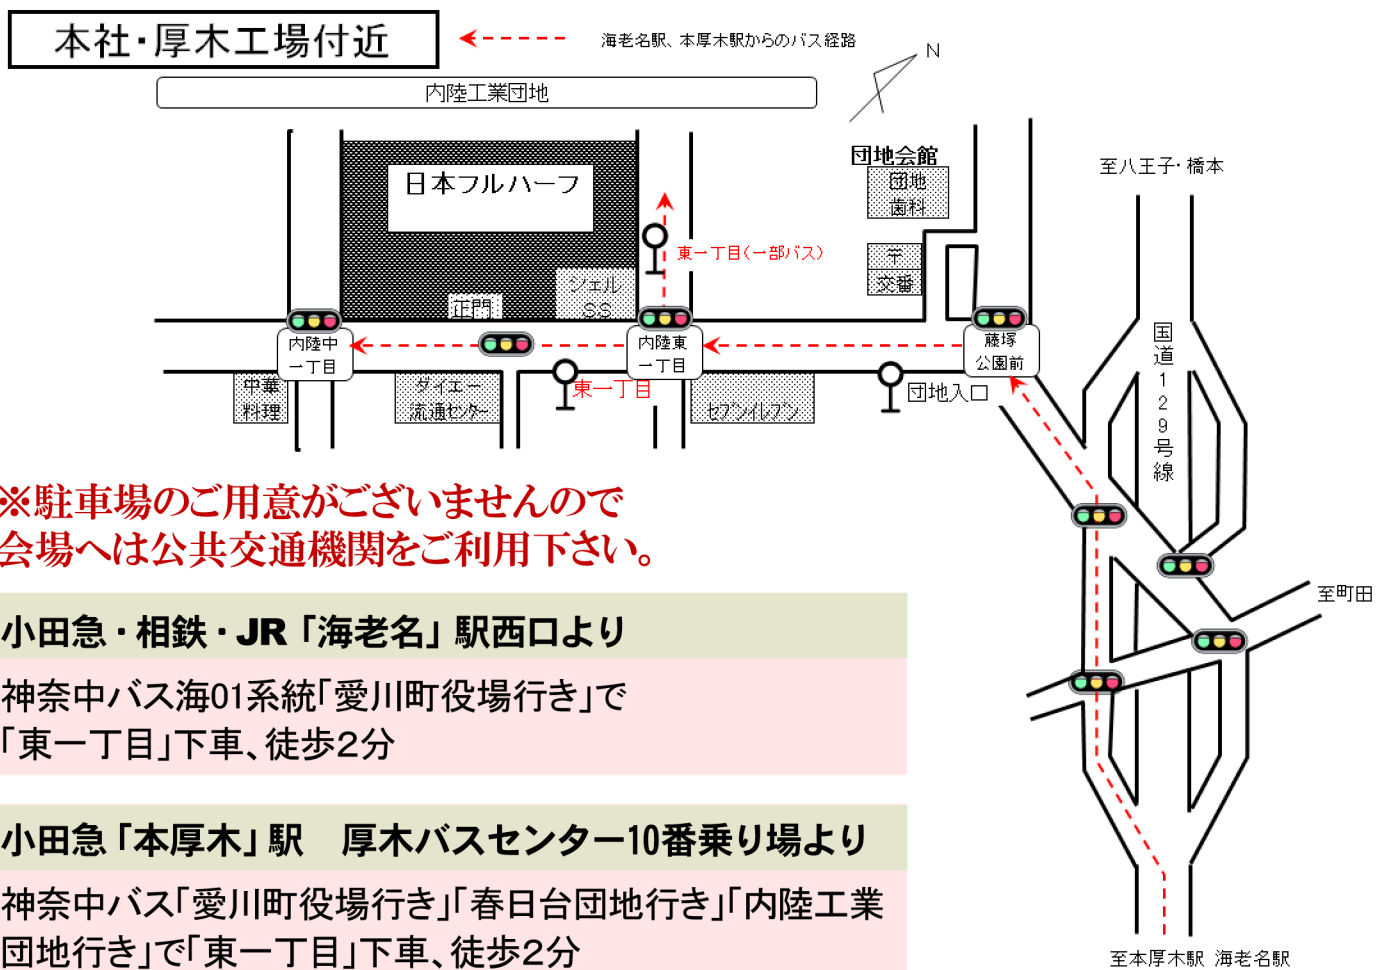 本社・厚木工場付近
海老名駅、本厚木駅からのバス経路
N
内陸工業団地
団地会館
至八王子・橋本
日本フルハーフ
団地
歯科
東一丁目(一部バス)
〒
交番
シェル
SS
正門
国道129号線
内陸中
一丁目
内陸東
一丁目
藤塚
公園前
中華
料理
ダイエー
流通センター
東一丁目
セブンイレブン
団地入口
※駐車場のご用意がございませんので
会場へは公共交通機関をご利用下さい。
至町田
小田急・相鉄・JR「海老名」駅西口より
神奈中バス海01系統「愛川町役場行き」で
「東一丁目」下車、徒歩2分
小田急「本厚木」駅　厚木バスセンター10番乗り場より
神奈中バス「愛川町役場行き」「春日台団地行き」「内陸工業
団地行き」で「東一丁目」下車、徒歩2分
至本厚木駅 海老名駅